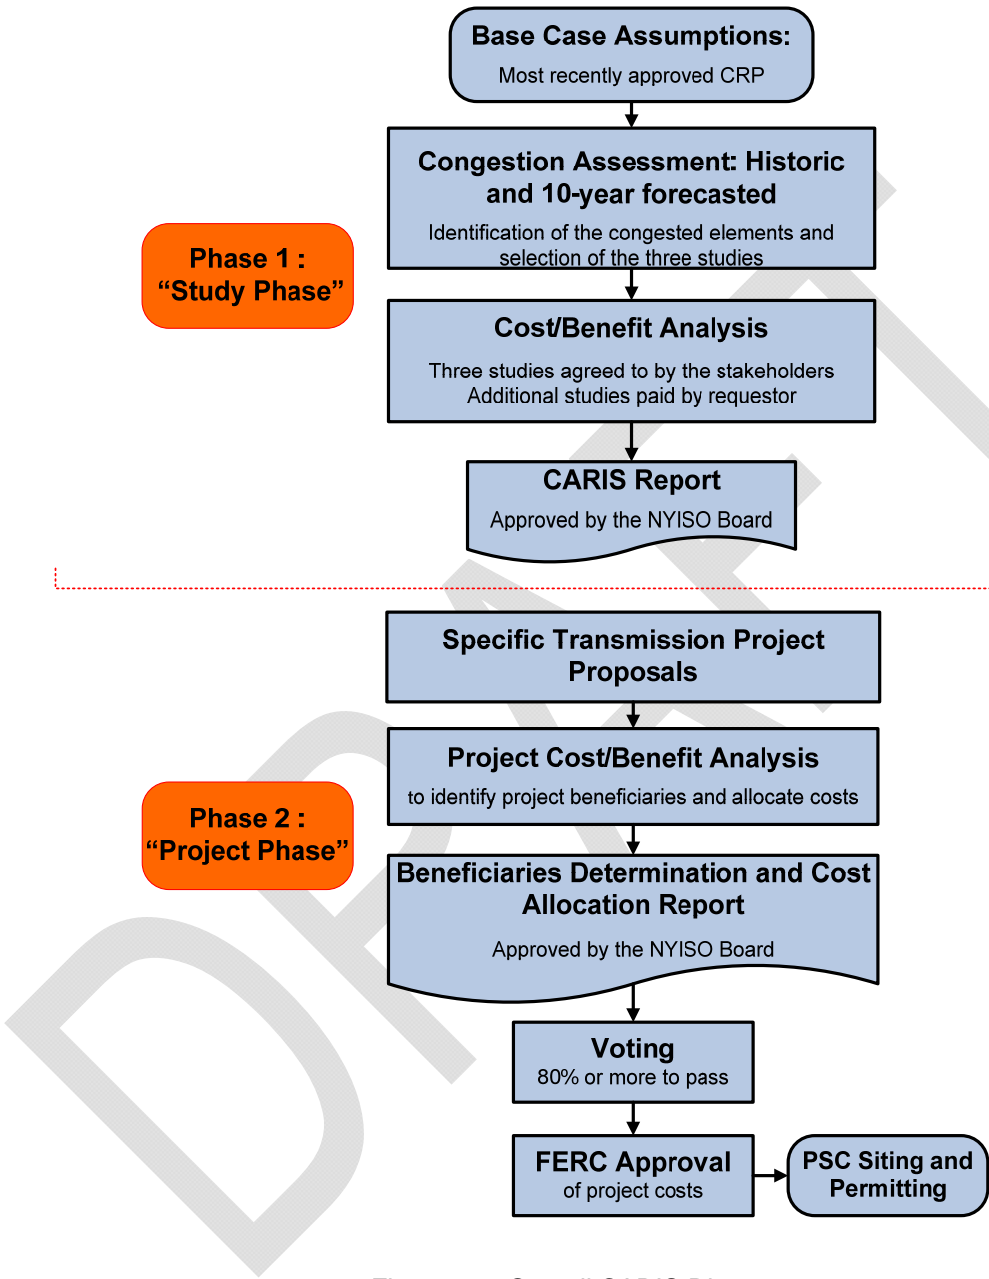 Base Case Assumptions:
Most recently approved CRP
Congestion Assessment: Historic
and 10-year forecasted
Identification of the congested elements and
selection of the three studies
Phase 1 :
“Study Phase”
Cost/Benefit Analysis
Three studies agreed to by the stakeholders
Additional studies paid by requestor
CARIS Report
Approved by the NYISO Board
Specific Transmission Project
Proposals
Project Cost/Benefit Analysis
to identify project beneficiaries and allocate costs
Phase 2 :
“Project Phase”
Beneficiaries Determination and Cost
Allocation Report
Approved by the NYISO Board
Voting
80% or more to pass
FERC Approval
of project costs
PSC Siting and
Permitting
DRAFT